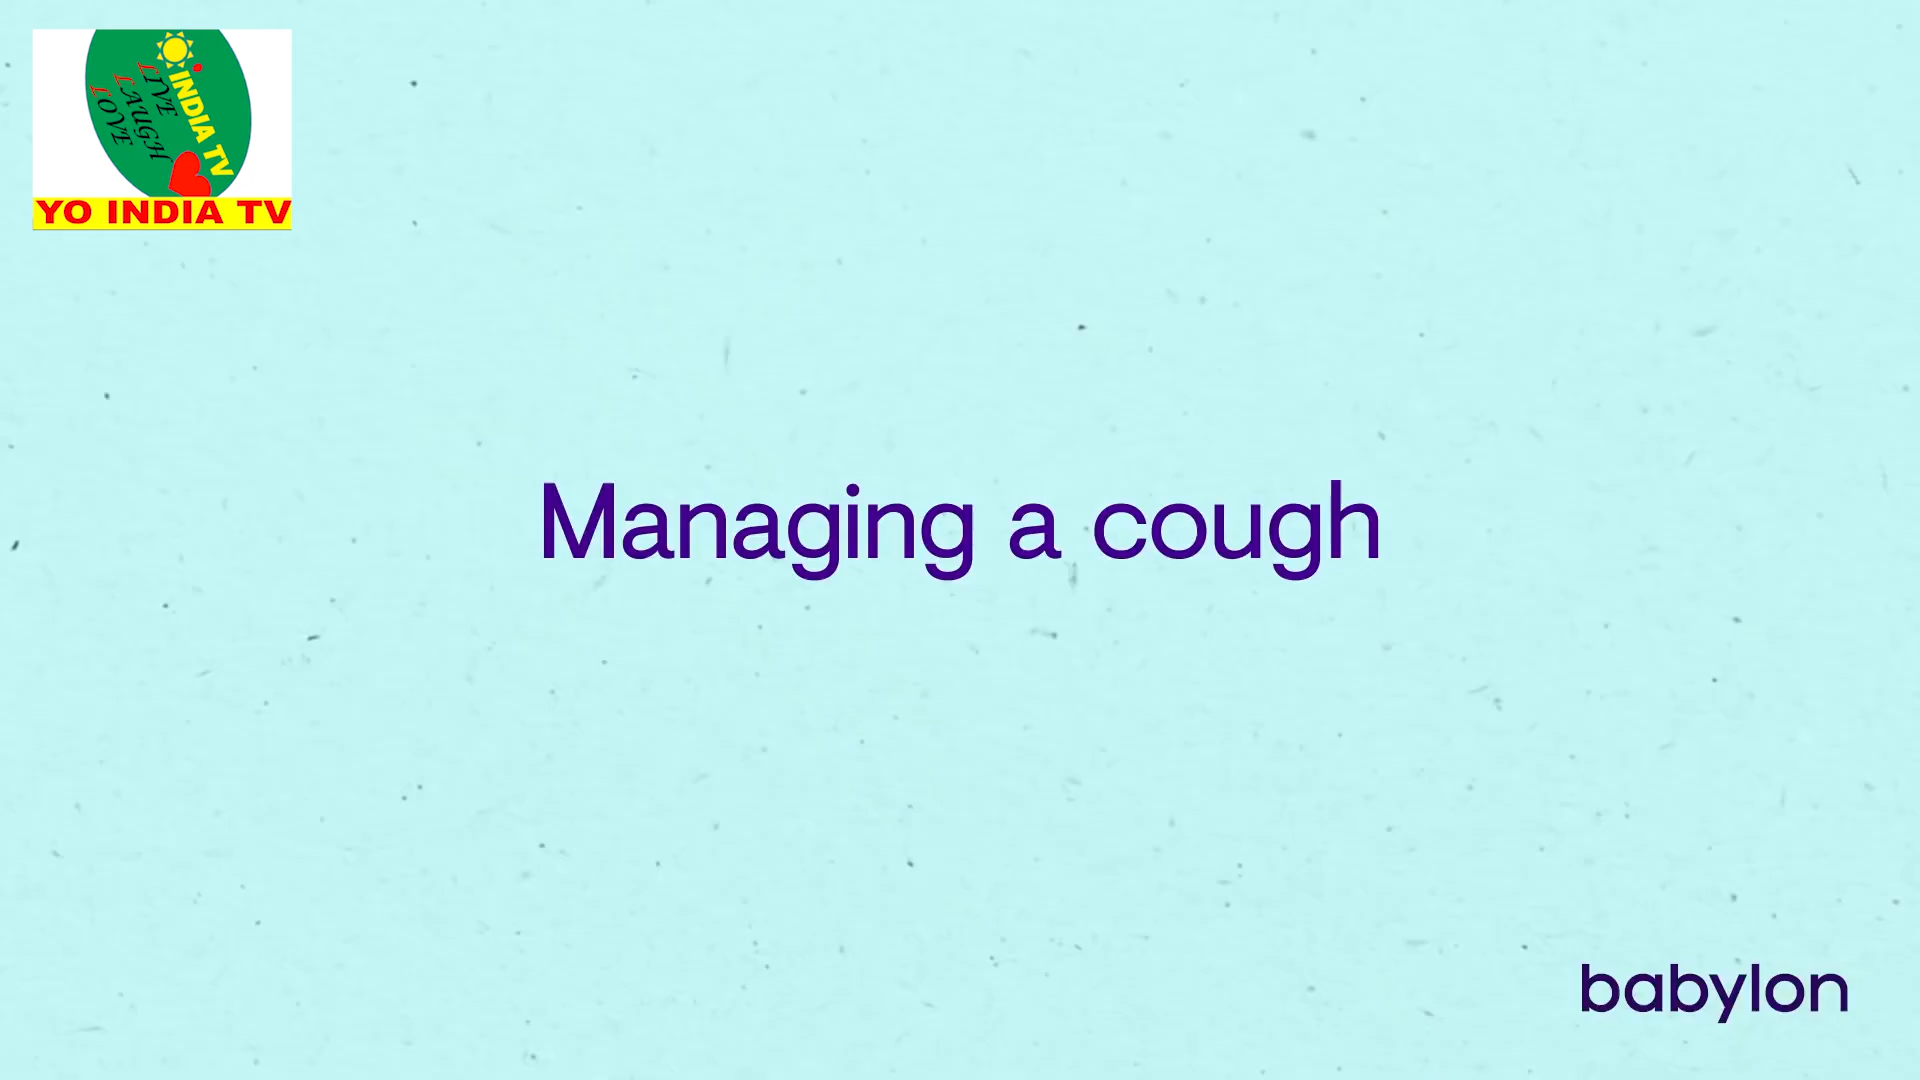 INDIA TV
LIVE
LAUGH
LOVE
YO INDIA TV
Managing a cough
babylon